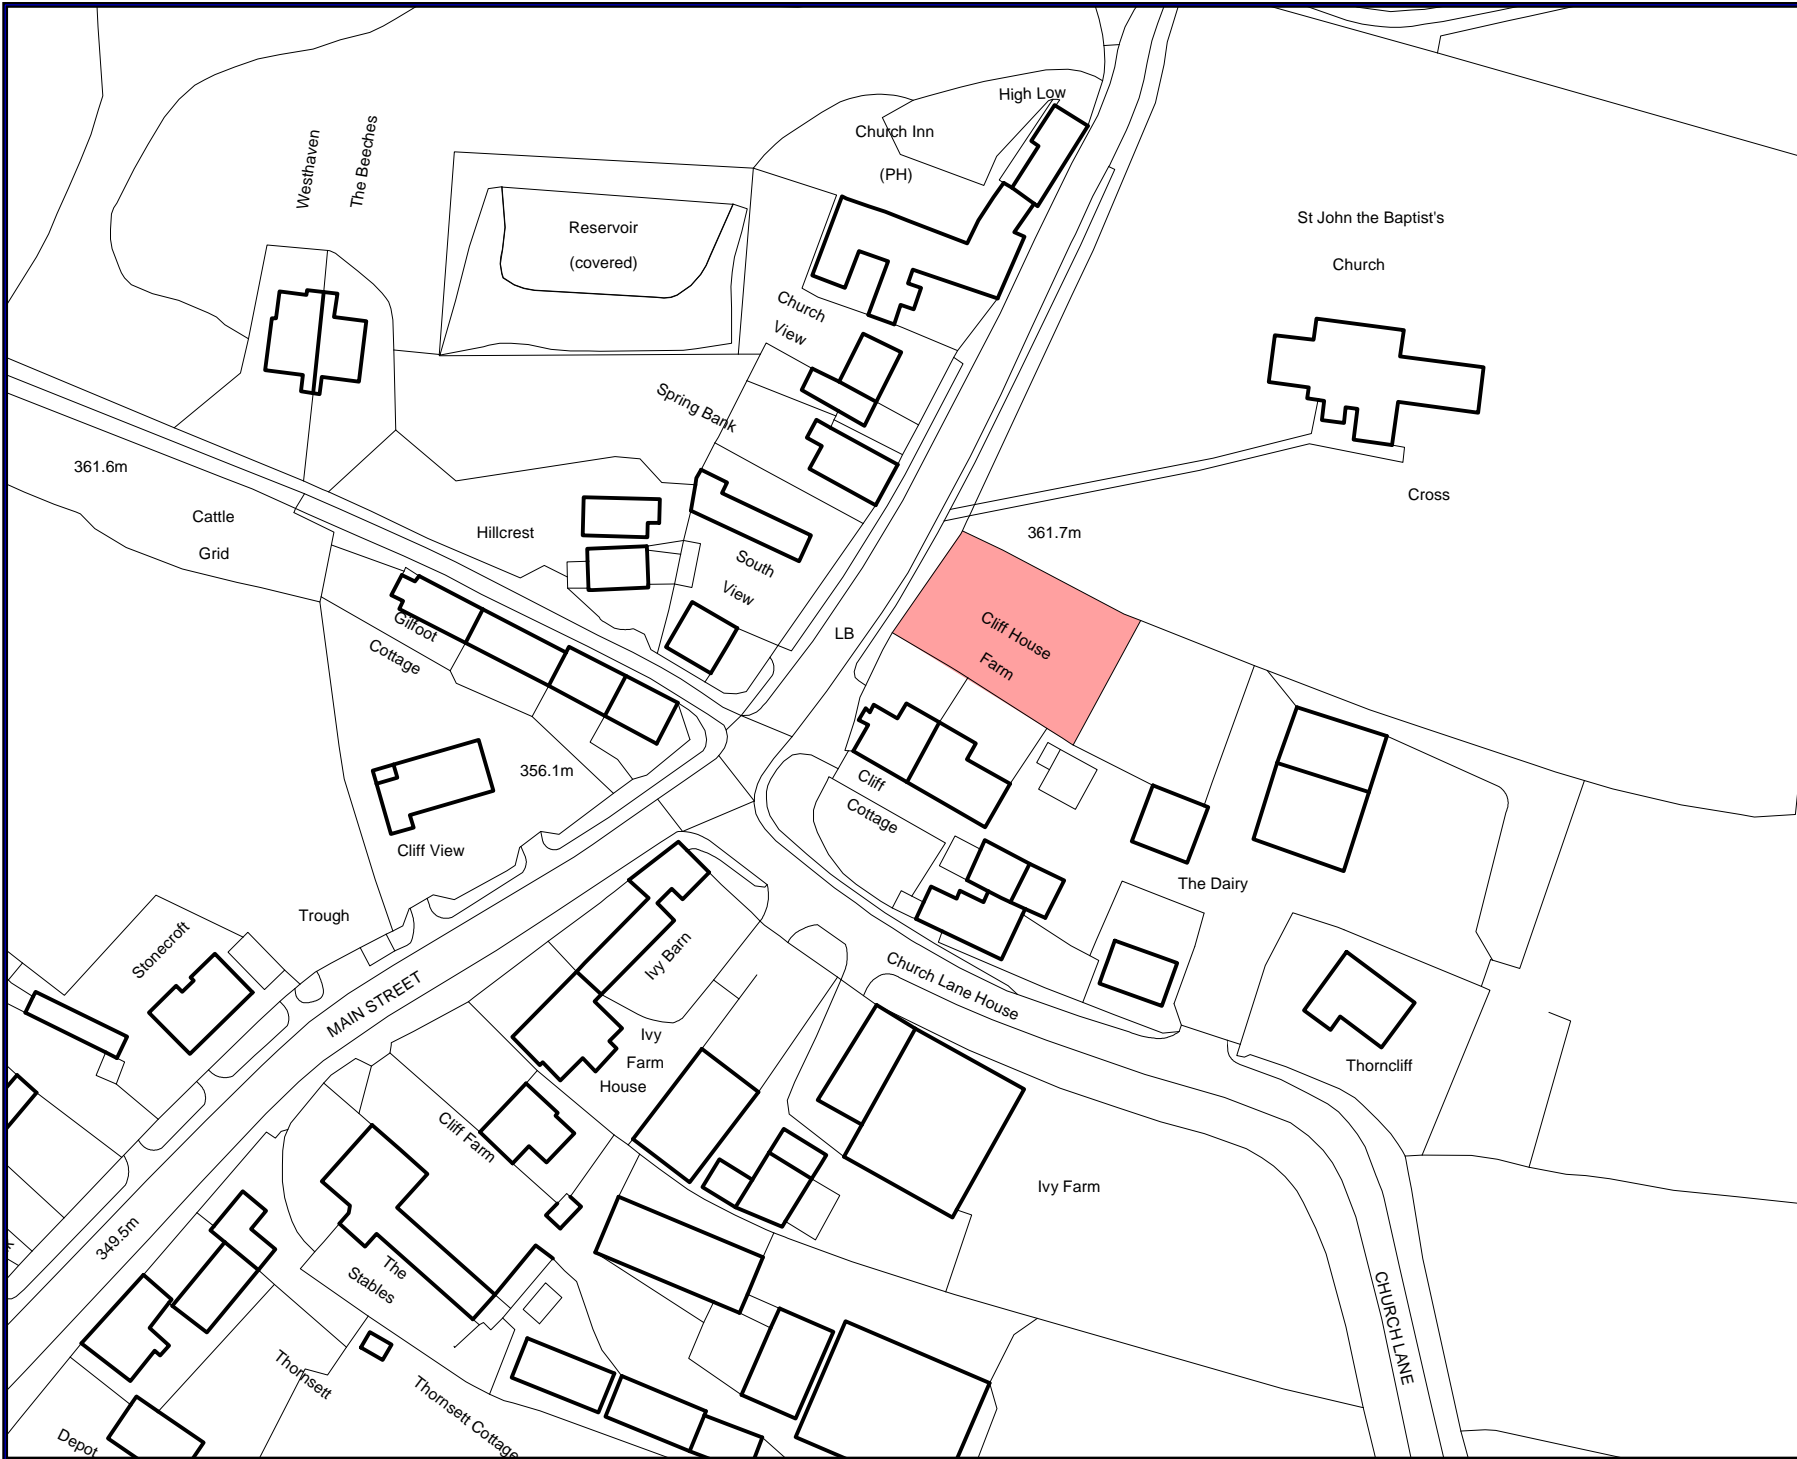 High Low
Church Inn
(PH)
Westhaven
The Beeches
Reservoir
(covered)
St John the Baptist's
Church
Church
View
Spring Bank
361.6m
Cattle
Grid
Hillcrest
Cross
361.7m
South
View
Gilfoot
Cottage
LB
Cliff House
Farm
356.1m
Cliff
Cottage
Cliff View
The Dairy
Trough
Stonecroft
MAIN STREET
Ivy Barn
Church Lane House
Ivy
Farm
House
Thorncliff
Cliff Farm
Ivy Farm
349.5m
The
Stables
CHURCH LANE
Thornsett
Thornsett Cottage
Depot